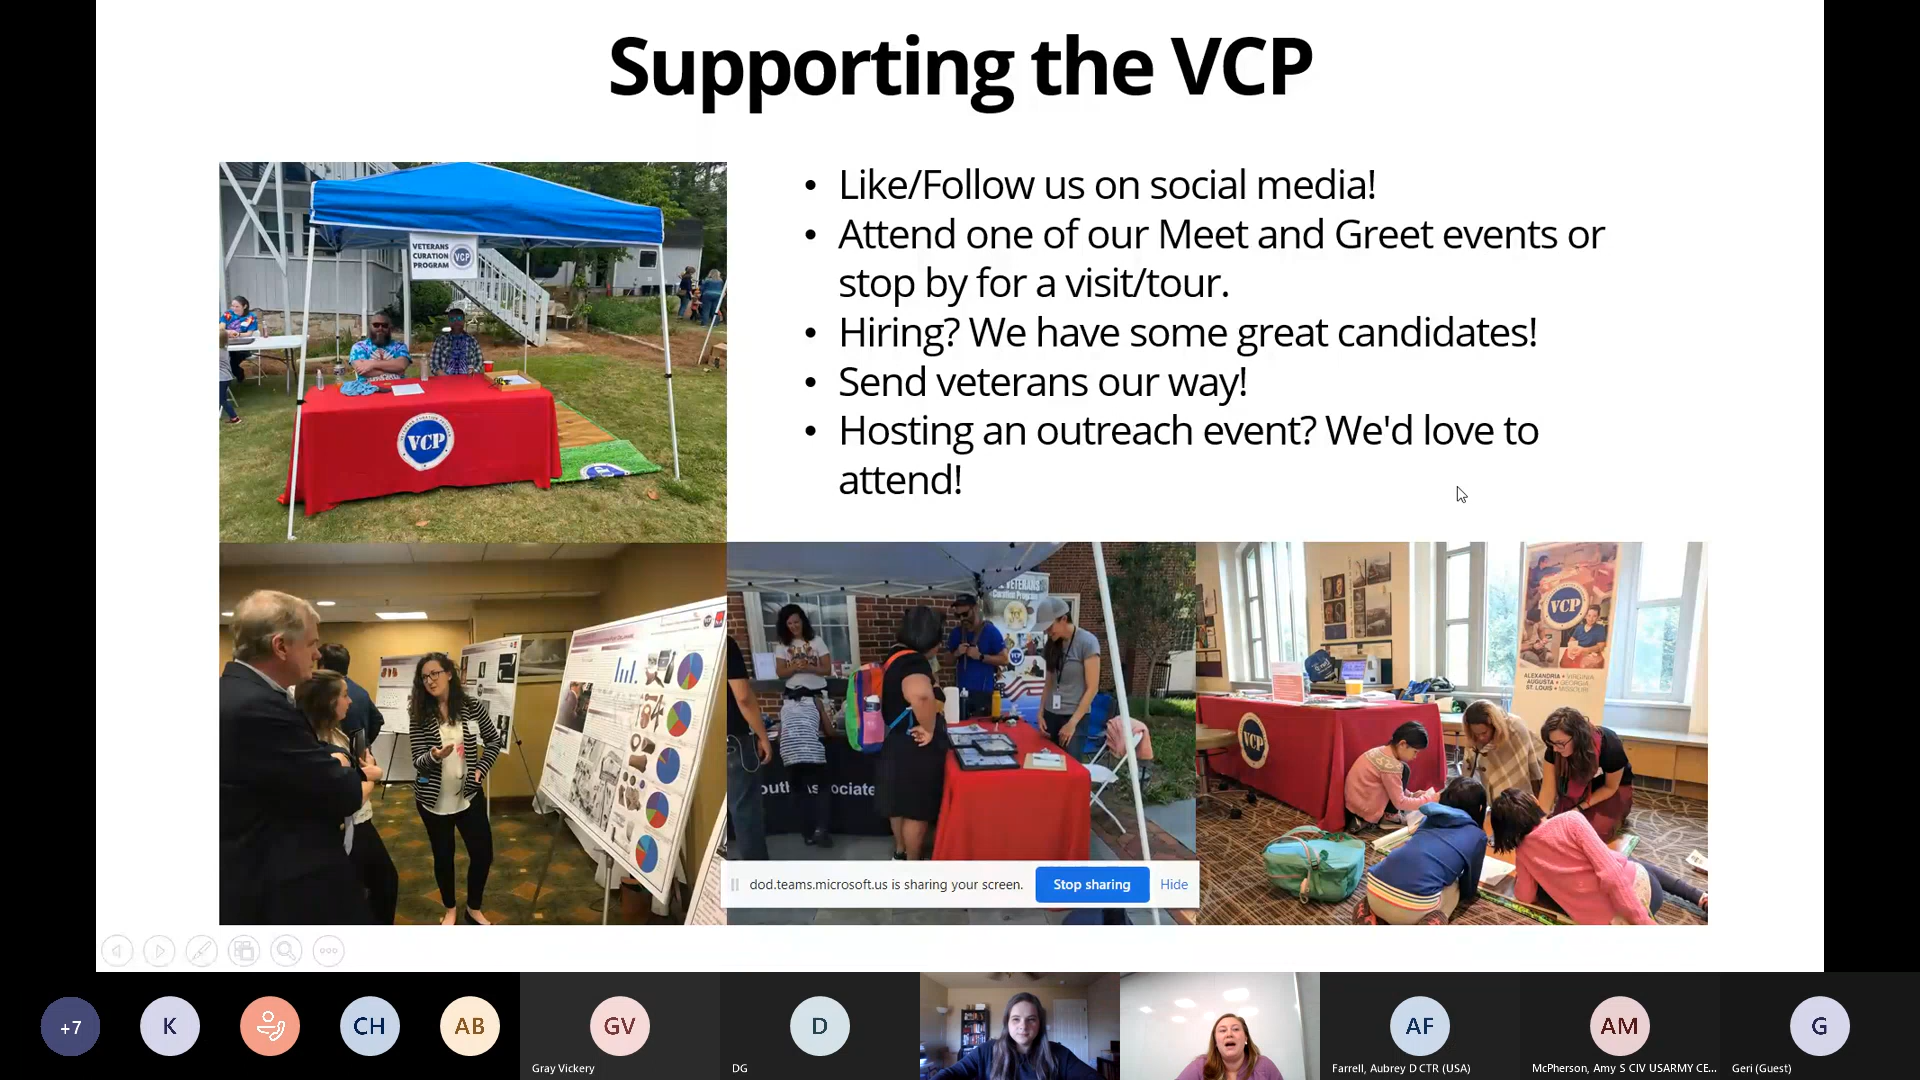 Supporting the VCP
• Like/Follow us on social media!
• Attend one of our Meet and Greet events or
stop by for a visit/tour.
• Hiring? We have some great candidates!
• Send veterans our way!
• Hosting an outreach event? We'd love to
attend!
VETERANS
CURATION
PROGRAM
VCP
VCP
VETERANS
Curation Program
VCP
ALEXANDRIA • VIRGINIA
AUGUSTA • GEORGIA
ST. LOUIS • MISSOURI
VCP
dod.teams.microsoft.us is sharing your screen.
Stop sharing
Hide
+7
K
CH
AB
GV
Gray Vickery
D
DG
AF
Farrell, Aubrey D CTR (USA)
AM
McPherson, Amy S CIV USARMY CE...
G
Geri (Guest)